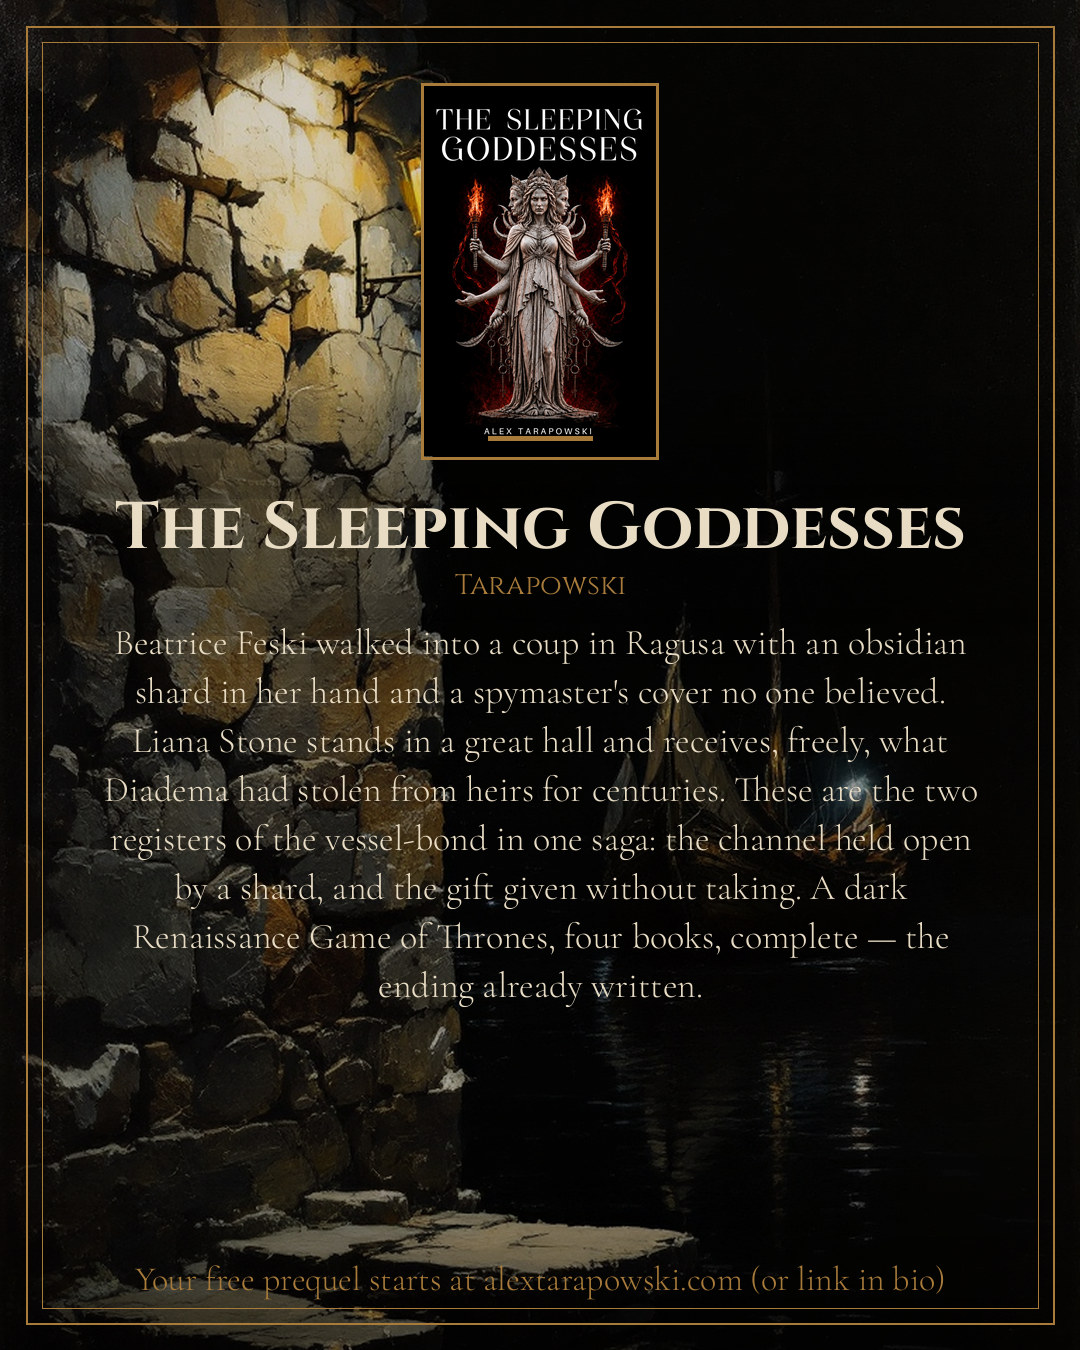 THE SLEEPING
GODDESSES
ALEX TARAPOWSKI
THE SLEEPING GODDESSES
TARAPOWSKI
Beatrice Feski walked into a coup in Ragusa with an obsidian
shard in her hand and a spymaster's cover no one believed.
Liana Stone stands in a great hall and receives, freely, what
Diadema had stolen from heirs for centuries. These are the two
registers of the vessel-bond in one saga: the channel held open
by a shard, and the gift given without taking. A dark
Renaissance Game of Thrones, four books, complete — the
ending already written.
Your free prequel starts at alextarapowski.com (or link in bio)